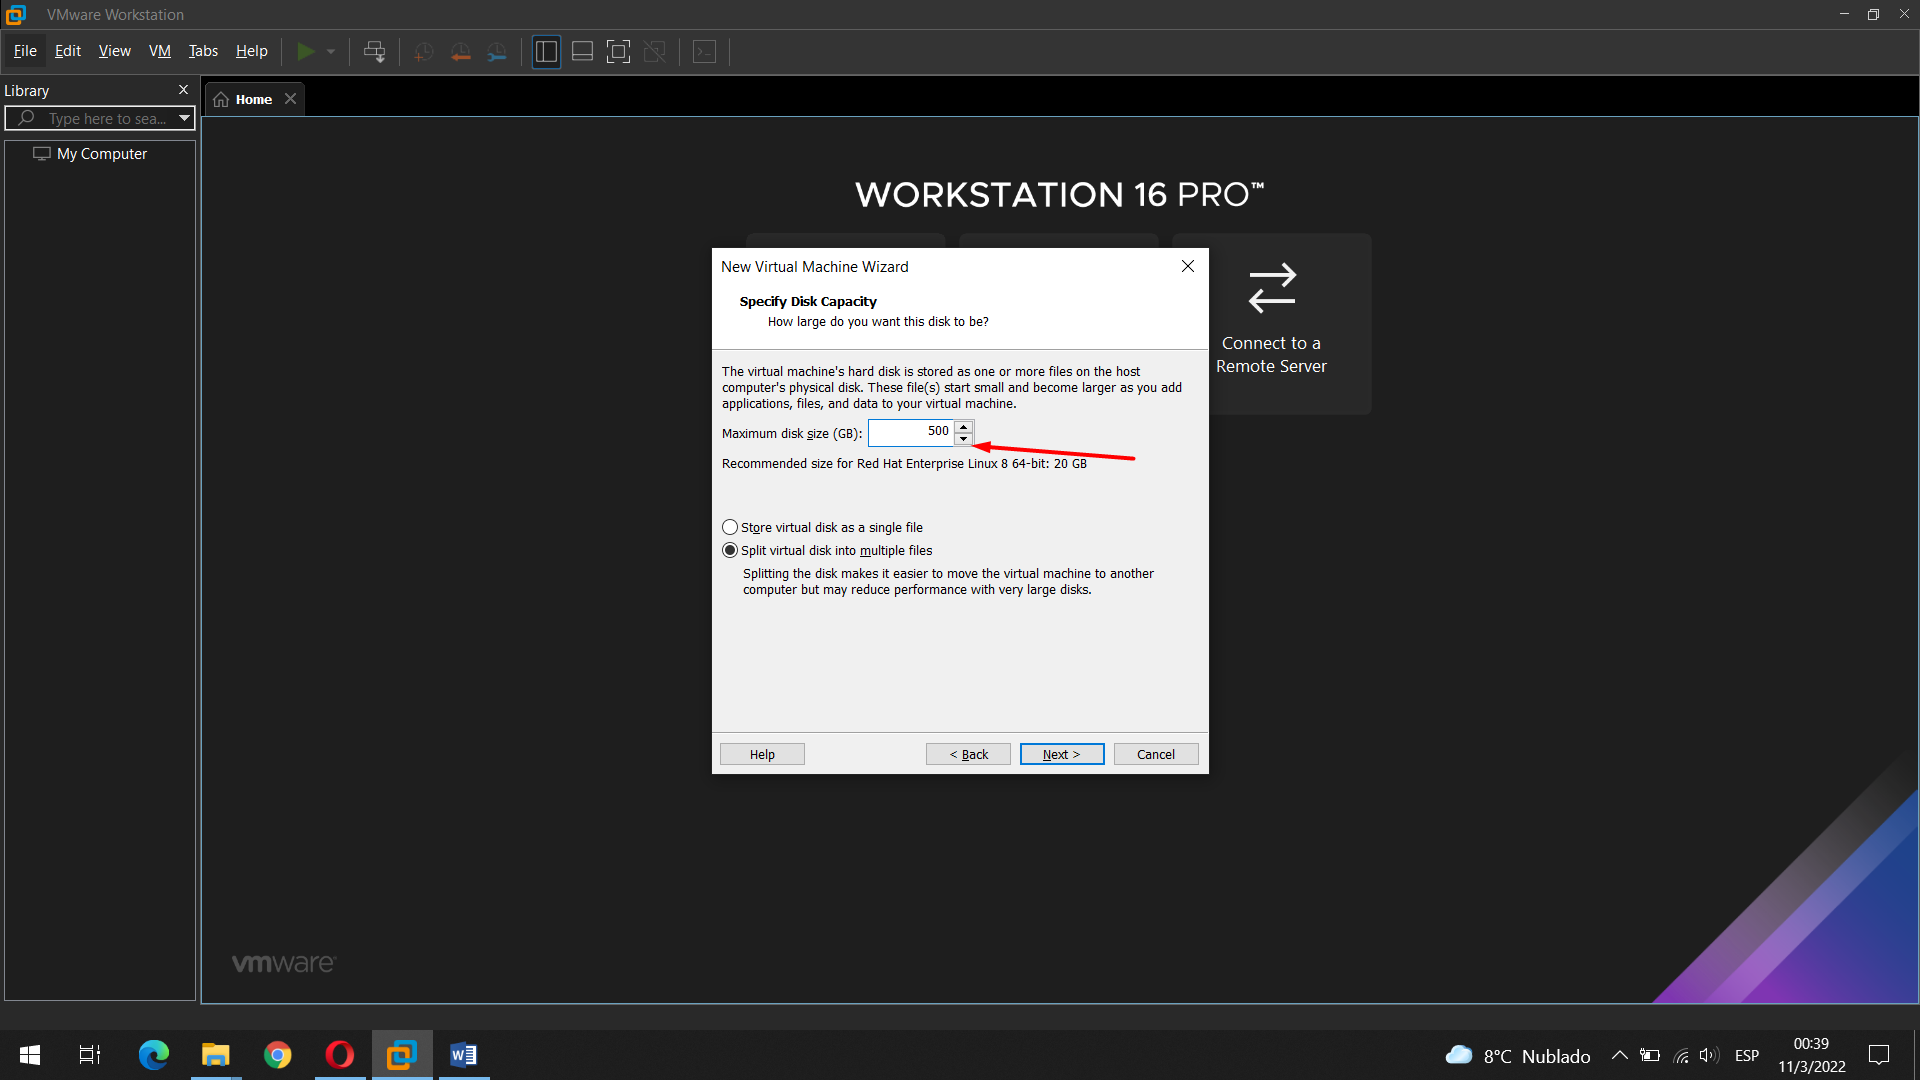 VMware Workstation
File Edit View VM Tabs Help
Library
Type here to sea...
My Computer
Home
WORKSTATION 16 PRO™
New Virtual Machine Wizard
Specify Disk Capacity
How large do you want this disk to be?
The virtual machine's hard disk is stored as one or more files on the host
computer's physical disk. These file(s) start small and become larger as you add
applications, files, and data to your virtual machine.
Maximum disk size (GB): 500
Recommended size for Red Hat Enterprise Linux 8 64-bit: 20 GB
Store virtual disk as a single file
Split virtual disk into multiple files
Splitting the disk makes it easier to move the virtual machine to another
computer but may reduce performance with very large disks.
Help < Back Next > Cancel
Connect to a
Remote Server
vmware
8°C Nublado
ESP
00:39
11/3/2022